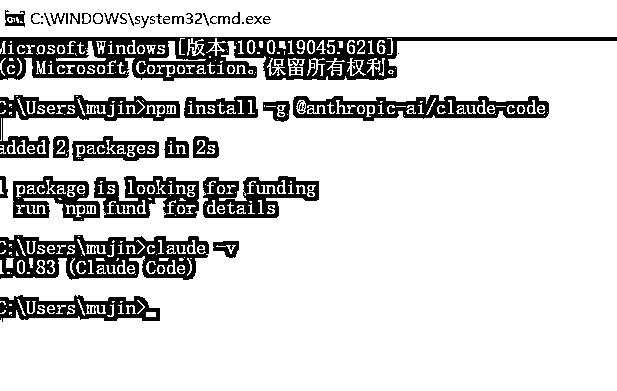 C:\WINDOWS\system32\cmd.exe
Microsoft Windows [版本 10.0.19045.6216]
(c) Microsoft Corporation。保留所有权利。
C:\Users\mujin>npm install -g @anthropic-ai/claude-code
added 2 packages in 2s
1 package is looking for funding
run `npm fund` for details
C:\Users\mujin>claude -v
1.0.83 (Claude Code)
C:\Users\mujin>